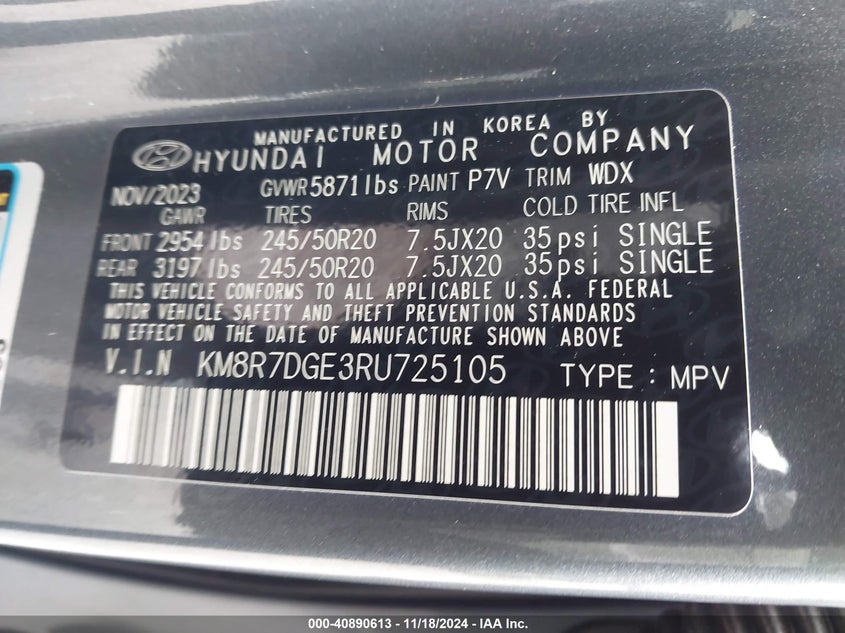 MANUFACTURED IN KOREA BY
HYUNDAI MOTOR COMPANY
NOV/2023 GVWR 5871lbs PAINT P7V TRIM WDX
GAWR TIRES RIMS COLD TIRE INFL
FRONT 2954 lbs 245/50R20 7.5JX20 35psi SINGLE
REAR 3197 lbs 245/50R20 7.5JX20 35psi SINGLE
THIS VEHICLE CONFORMS TO ALL APPLICABLE U.S.A. FEDERAL
MOTOR VEHICLE SAFETY AND THEFT PREVENTION STANDARDS
IN EFFECT ON THE DATE OF MANUFACTURE SHOWN ABOVE
V.I.N KM8R7DGE3RU725105 TYPE : MPV
000-40890613 - 11/18/2024 - IAA Inc.